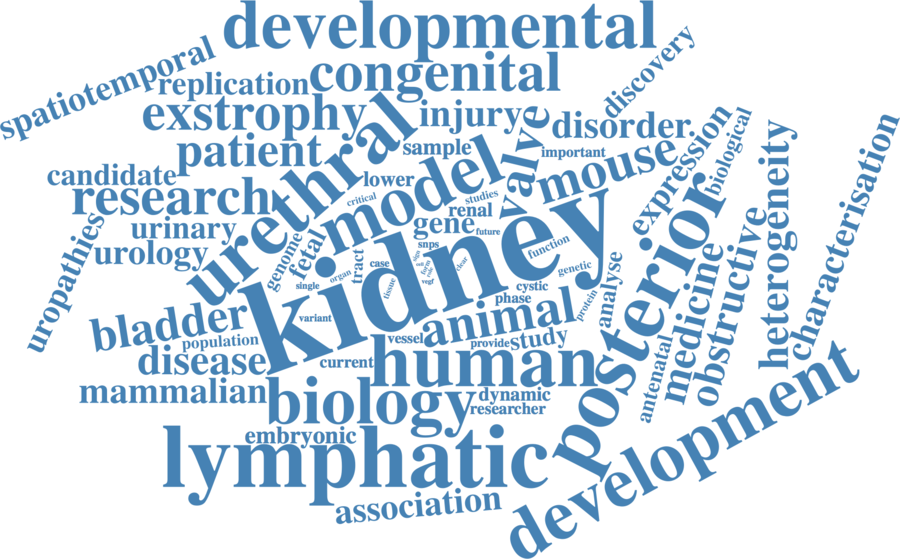 developmental
discovery
spatiotemporal
replication
congenital
exstrophy
injury
valve
disorder
urethral
patient
sample
important
expression
biological
candidate
lower
model
mouse
research
critical
studies
renal
gene
future
urinary
urology
uropathies
genome
fetal
tract
snps
case
function
kidney
posterior
heterogeneity
characterisation
single
organ
tissue
clear
genetic
vegf
cystic
phase
protein
analyse
medicine
obstructive
variant
bladder
population
vessel
animal
provide
study
disease
current
human
antenatal
mammalian
biology
dynamic
researcher
embryonic
lymphatic
development
association